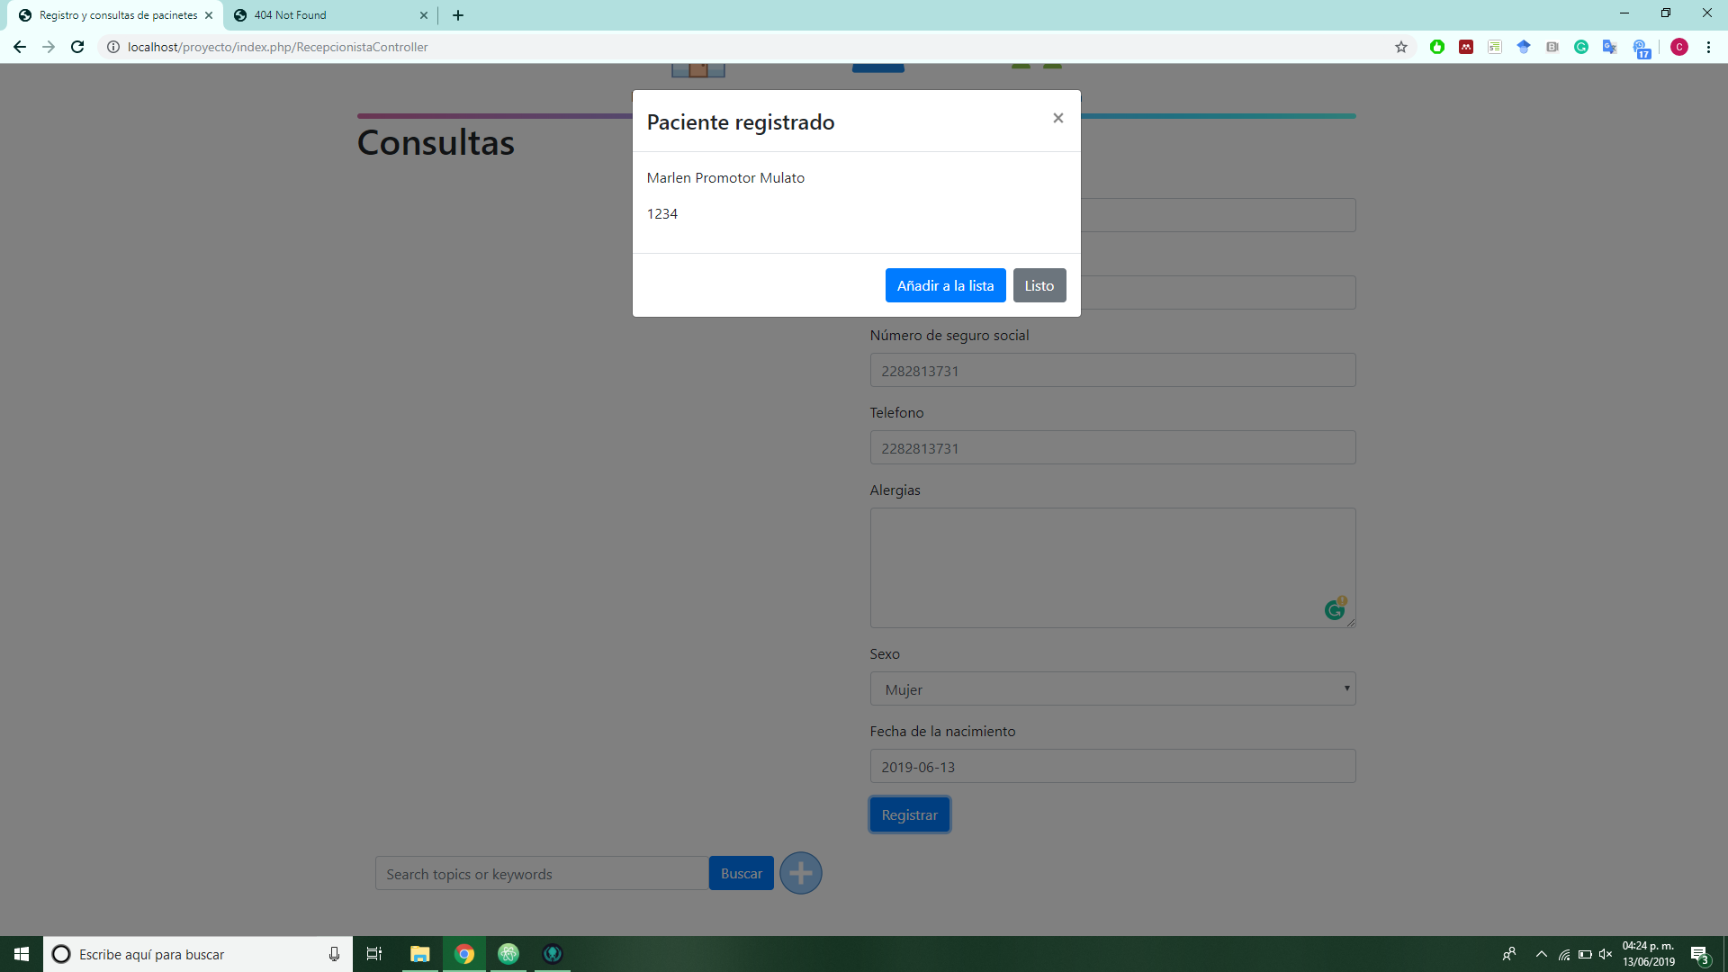 Registro y consultas de pacinetes
404 Not Found
localhost/proyecto/index.php/RecepcionistaController
17
C
Paciente registrado
Consultas
Marlen Promotor Mulato
1234
Añadir a la lista
Listo
Número de seguro social
2282813731
Telefono
2282813731
Alergias
Sexo
Mujer
Fecha de la nacimiento
2019-06-13
Registrar
Search topics or keywords
Buscar
Escribe aquí para buscar
04:24 p. m.
13/06/2019
3